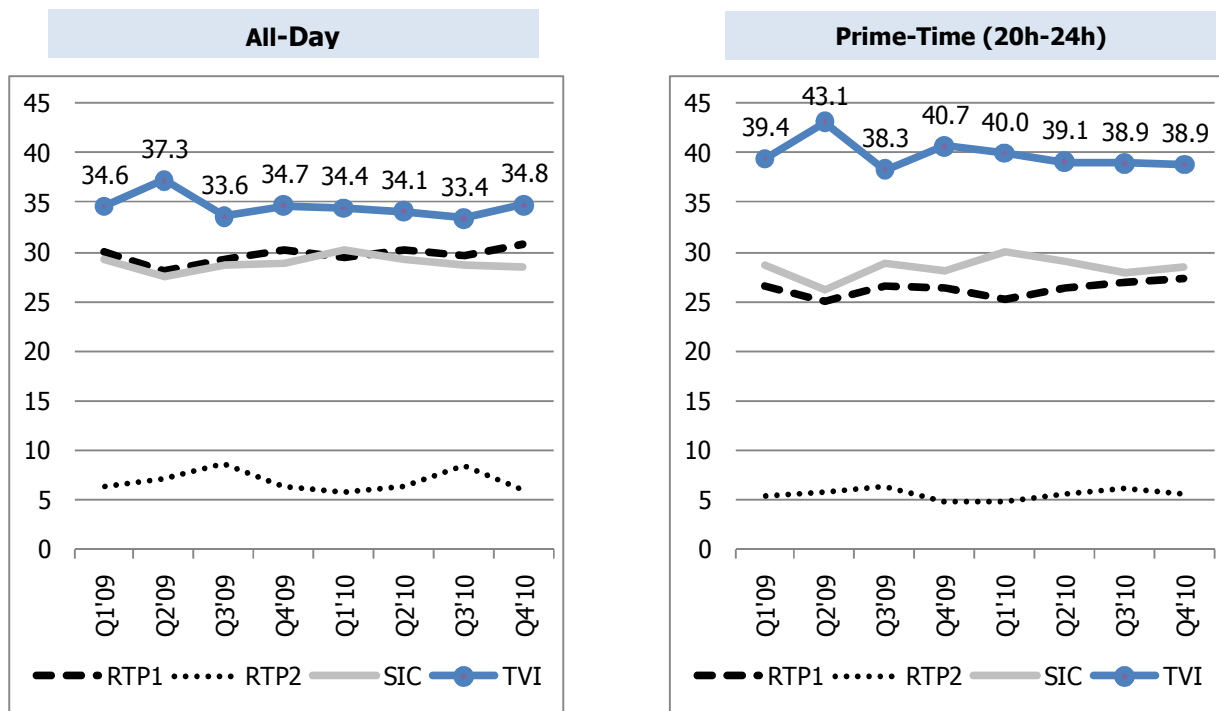 All-Day
45
40
35
30
25
20
15
10
5
0
34.6
37.3
33.6
34.7
34.4
34.1
33.4
34.8
Q1'09
Q2'09
Q3'09
Q4'09
Q1'10
Q2'10
Q3'10
Q4'10
RTP1 RTP2 SIC TVI
Prime-Time (20h-24h)
45
40
35
30
25
20
15
10
5
0
39.4
43.1
38.3
40.7
40.0
39.1
38.9
38.9
Q1'09
Q2'09
Q3'09
Q4'09
Q1'10
Q2'10
Q3'10
Q4'10
RTP1 RTP2 SIC TVI